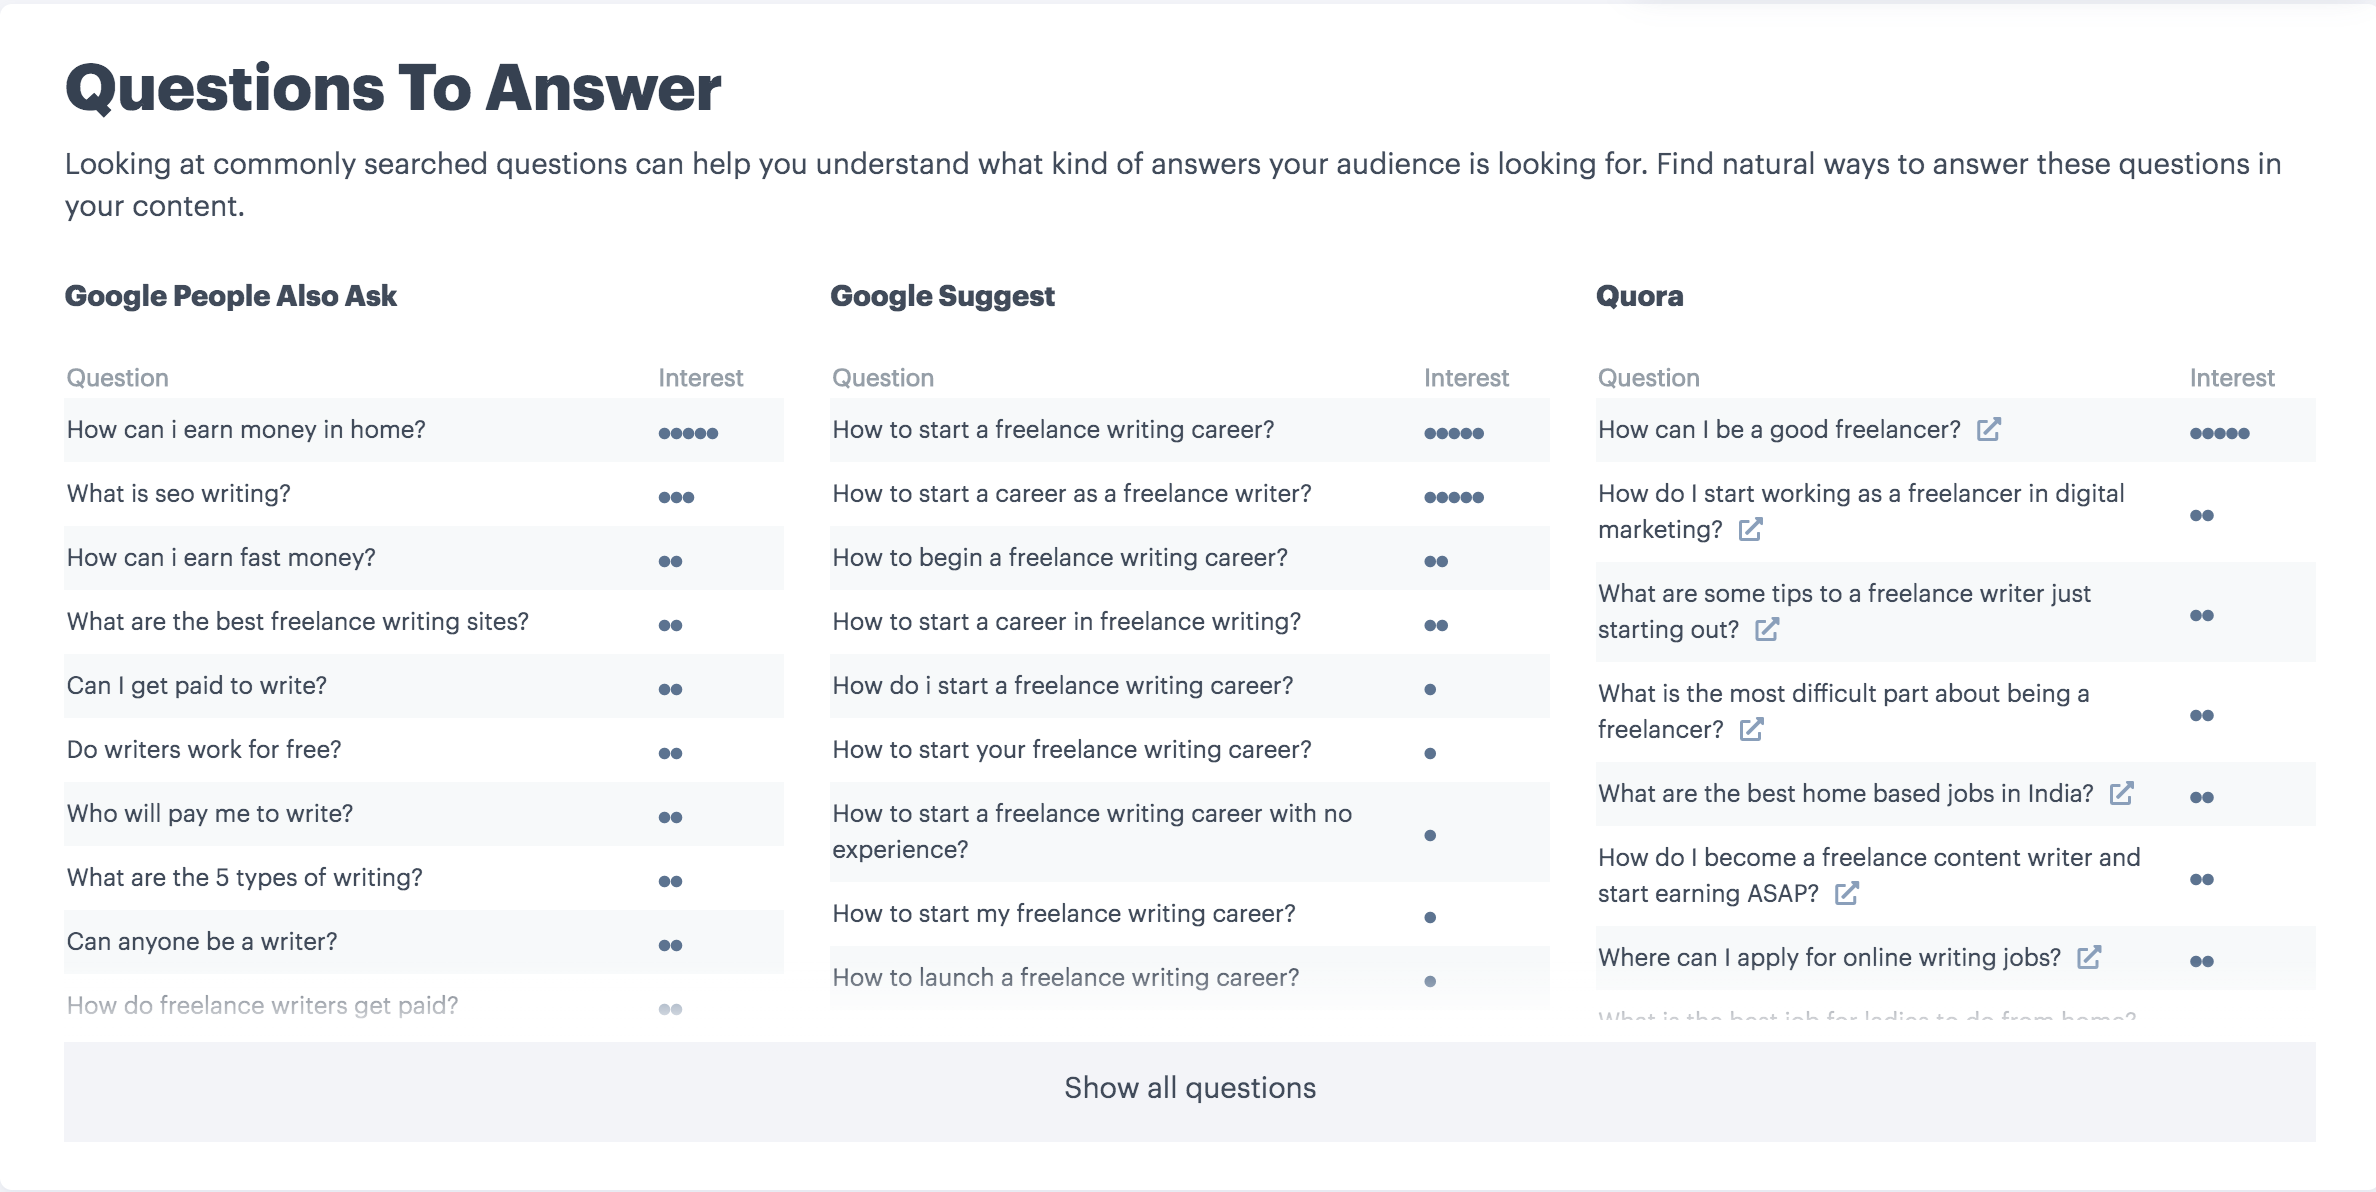 Questions To Answer
Looking at commonly searched questions can help you understand what kind of answers your audience is looking for. Find natural ways to answer these questions in
your content.
Google People Also Ask
Question Interest
How can i earn money in home?
What is seo writing?
How can i earn fast money?
What are the best freelance writing sites?
Can I get paid to write?
Do writers work for free?
Who will pay me to write?
What are the 5 types of writing?
Can anyone be a writer?
How do freelance writers get paid?
Google Suggest
Question Interest
How to start a freelance writing career?
How to start a career as a freelance writer?
How to begin a freelance writing career?
How to start a career in freelance writing?
How do i start a freelance writing career?
How to start your freelance writing career?
How to start a freelance writing career with no
experience?
How to start my freelance writing career?
How to launch a freelance writing career?
Quora
Question Interest
How can I be a good freelancer?
How do I start working as a freelancer in digital
marketing?
What are some tips to a freelance writer just
starting out?
What is the most difficult part about being a
freelancer?
What are the best home based jobs in India?
How do I become a freelance content writer and
start earning ASAP?
Where can I apply for online writing jobs?
What is the best job for ladies to do from home?
Show all questions